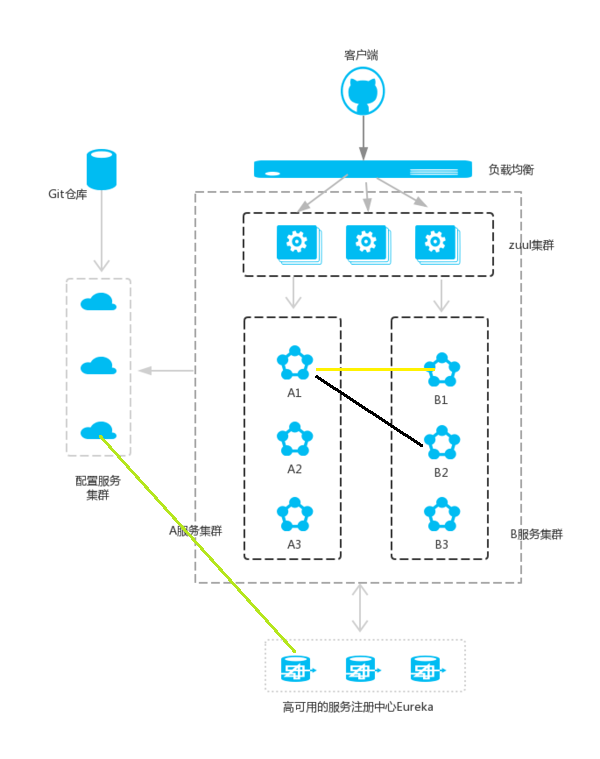 客户端
负载均衡
Git仓库
zuul集群
A1
B1
A2
B2
配置服务
集群
A服务集群
A3
B3
B服务集群
高可用的服务注册中心Eureka